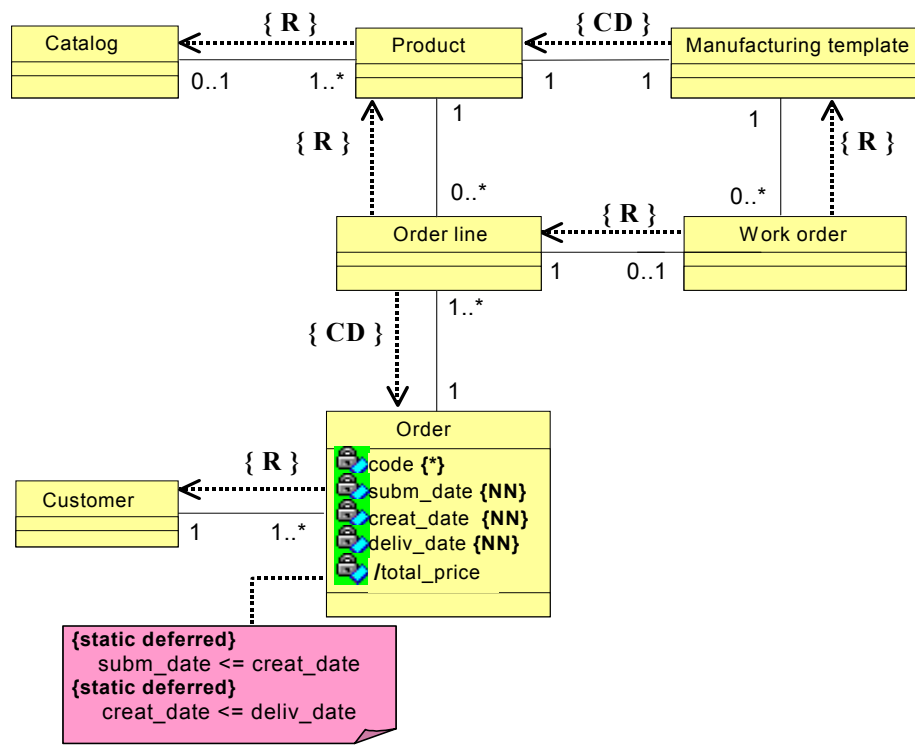 { R }
{ CD }
Catalog
Product
Manufacturing template
0..1
1..*
1
1
1
1
{ R }
{ R }
0..*
0..*
{ R }
Order line
Work order
1
0..1
1..*
{ CD }
1
Order
code {*}
{ R }
subm_date {NN}
Customer
creat_date {NN}
1
1..*
deliv_date {NN}
/total_price
{static deferred}
subm_date <= creat_date
{static deferred}
creat_date <= deliv_date